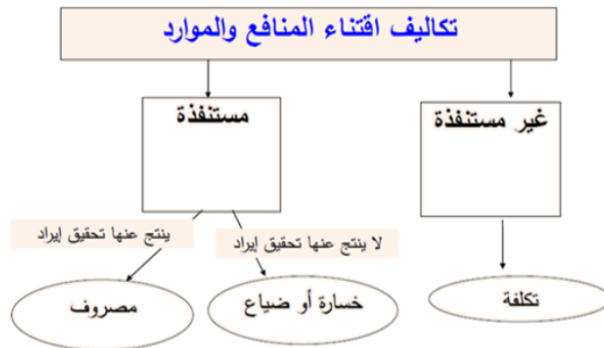 تكاليف اقتناء المنافع والموارد
غير مستنفذة
مستنفذة
لا ينتج عنها تحقيق إيراد
ينتج عنها تحقيق إيراد
تكلفة
خسارة أو ضياع
مصروف